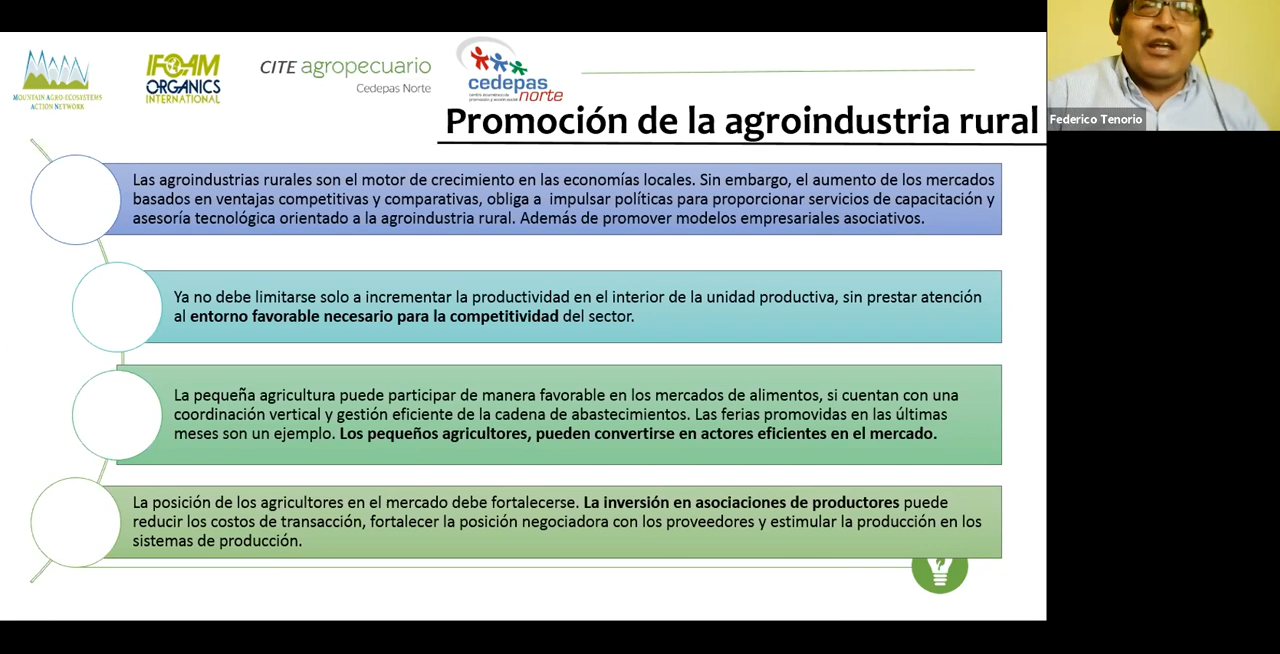 MOUNTAIN AGRO-ECOSYSTEMS
ACTION NETWORK
IFOAM
ORGANICS
INTERNATIONAL
CITE agropecuario
Cedepas Norte
cedepas
norte
Promoción de la agroindustria rural
Federico Tenorio
Las agroindustrias rurales son el motor de crecimiento en las economías locales. Sin embargo, el aumento de los mercados
basados en ventajas competitivas y comparativas, obliga a impulsar políticas para proporcionar servicios de capacitación y
asesoría tecnológica orientado a la agroindustria rural. Además de promover modelos empresariales asociativos.
Ya no debe limitarse solo a incrementar la productividad en el interior de la unidad productiva, sin prestar atención
al entorno favorable necesario para la competitividad del sector.
La pequeña agricultura puede participar de manera favorable en los mercados de alimentos, si cuentan con una
coordinación vertical y gestión eficiente de la cadena de abastecimientos. Las ferias promovidas en las últimas
meses son un ejemplo. Los pequeños agricultores, pueden convertirse en actores eficientes en el mercado.
La posición de los agricultores en el mercado debe fortalecerse. La inversión en asociaciones de productores puede
reducir los costos de transacción, fortalecer la posición negociadora con los proveedores y estimular la producción en los
sistemas de producción.